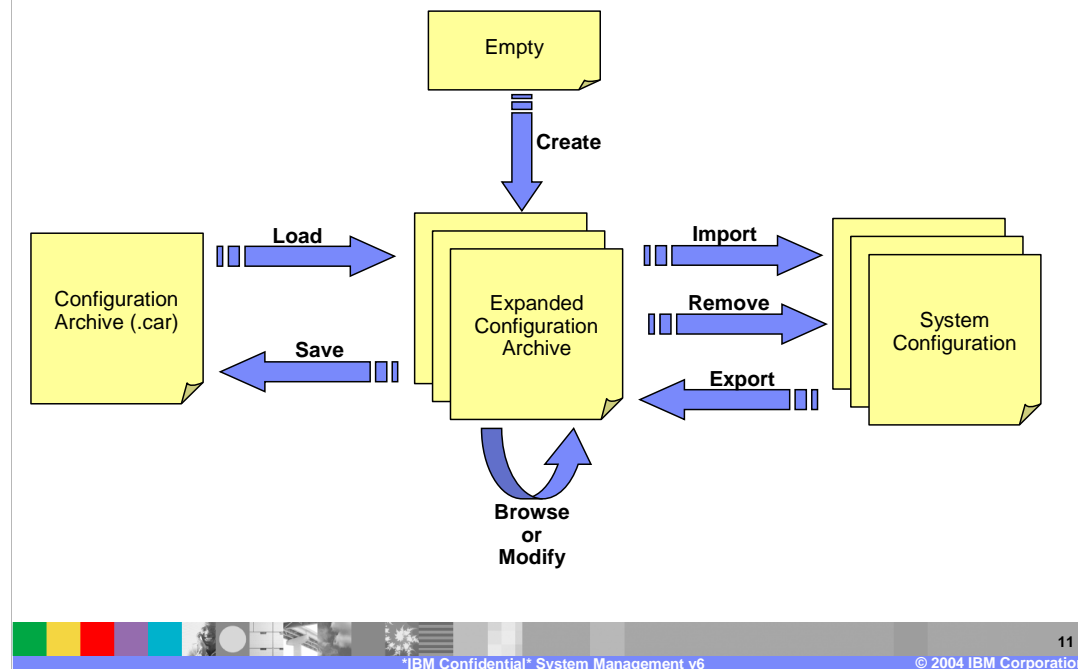 Empty
Create
Load
Import
Configuration
Archive (.car)
Expanded
Configuration
Archive
Remove
System
Configuration
Save
Export
Browse
or
Modify
11
*IBM Confidential* System Management v6
© 2004 IBM Corporatio